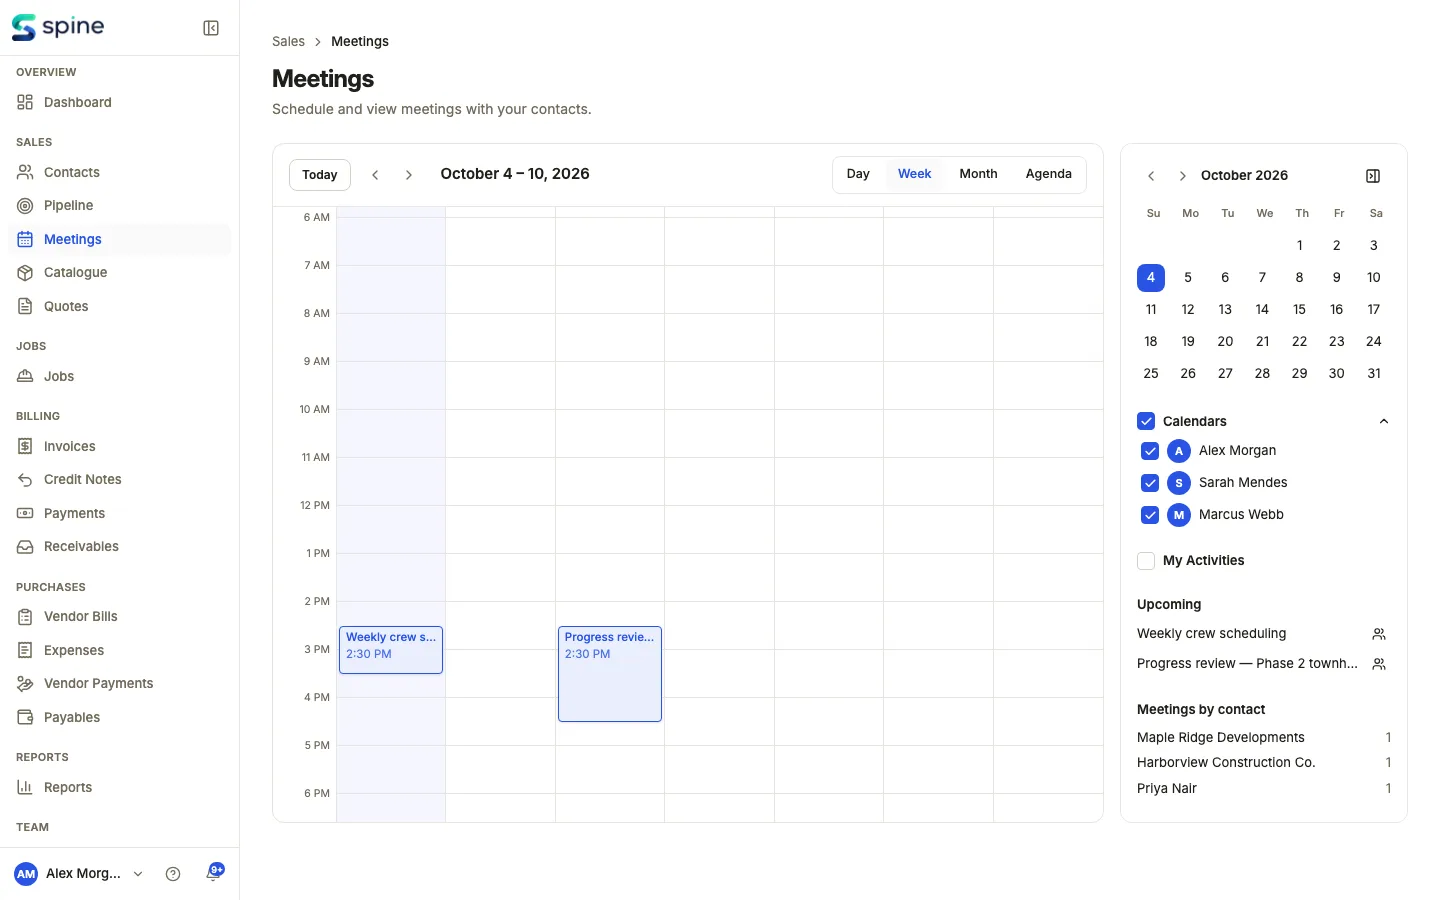 spine
OVERVIEW
Dashboard
SALES
Contacts
Pipeline
Meetings
Catalogue
Quotes
JOBS
Jobs
BILLING
Invoices
Credit Notes
Payments
Receivables
PURCHASES
Vendor Bills
Expenses
Vendor Payments
Payables
REPORTS
Reports
TEAM
AM Alex Morg... 9+
Sales > Meetings
Meetings
Schedule and view meetings with your contacts.
Today October 4 – 10, 2026 Day Week Month Agenda
6 AM
7 AM
8 AM
9 AM
10 AM
11 AM
12 PM
1 PM
2 PM
Weekly crew s... Progress revie...
2:30 PM 2:30 PM
3 PM
4 PM
5 PM
6 PM
October 2026
Su Mo Tu We Th Fr Sa
1 2 3
4 5 6 7 8 9 10
11 12 13 14 15 16 17
18 19 20 21 22 23 24
25 26 27 28 29 30 31
Calendars
A Alex Morgan
S Sarah Mendes
M Marcus Webb
My Activities
Upcoming
Weekly crew scheduling
Progress review — Phase 2 townh...
Meetings by contact
Maple Ridge Developments 1
Harborview Construction Co. 1
Priya Nair 1